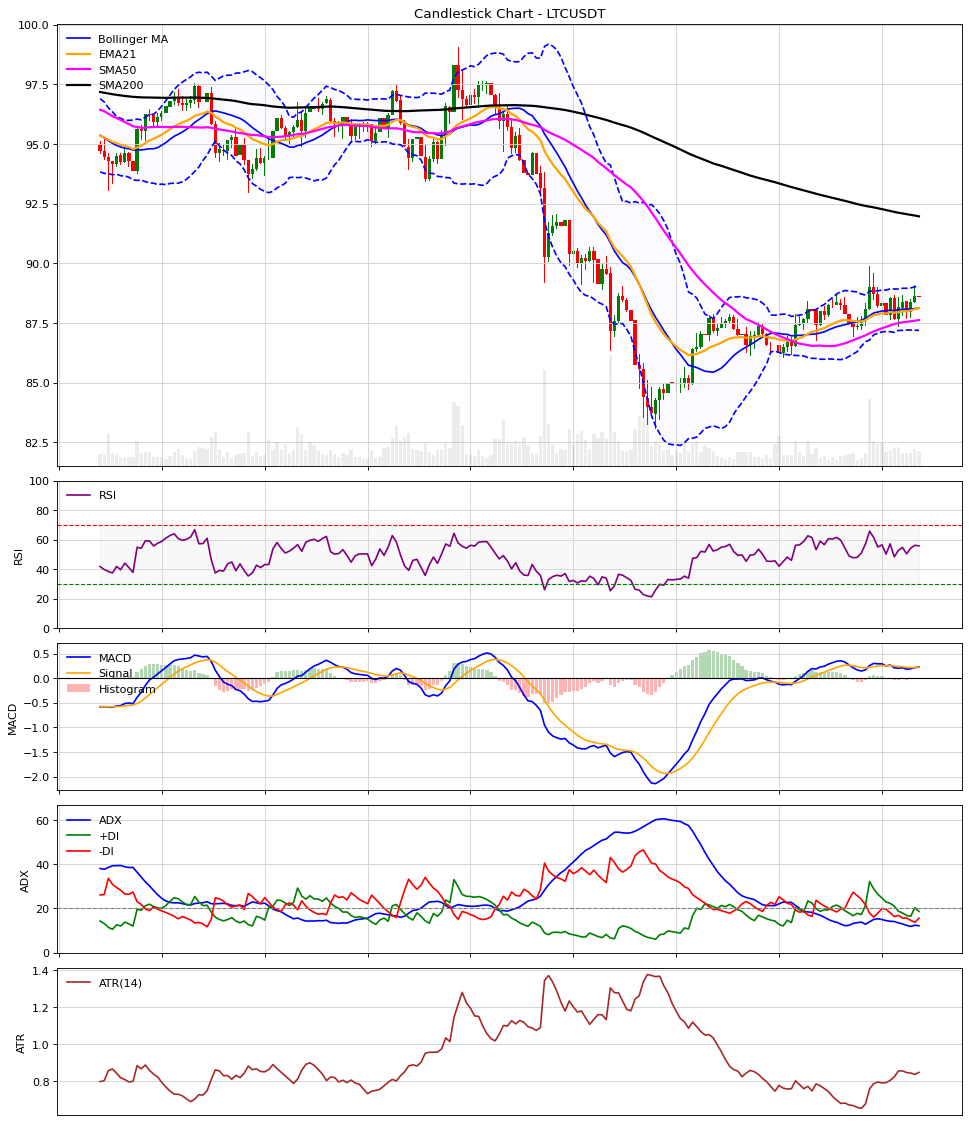 Candlestick Chart - LTCUSDT
100.0
97.5
95.0
92.5
90.0
87.5
85.0
82.5
Bollinger MA
EMA21
SMA50
SMA200
100
80
60
40
20
0
RSI
RSI
0.5
0.0
−0.5
−1.0
−1.5
−2.0
MACD
MACD
Signal
Histogram
60
40
20
0
ADX
ADX
+DI
-DI
1.4
1.2
1.0
0.8
ATR
ATR(14)